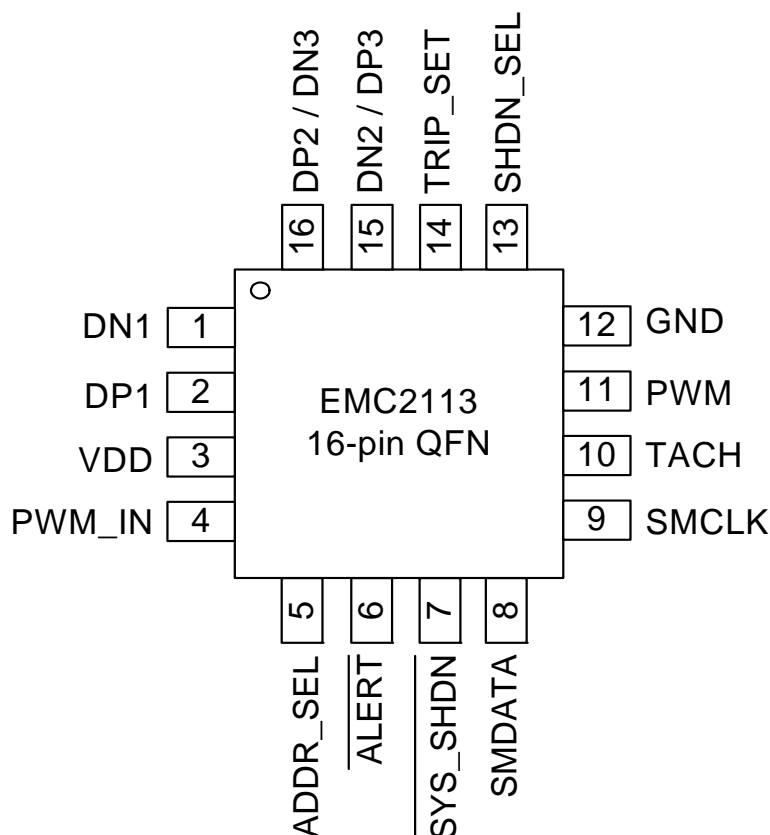 DP2 / DN3
DN2 / DP3
TRIP_SET
SHDN_SEL
16
15
14
13
DN1
1
DP1
2
VDD
3
PWM_IN
4
EMC2113
16-pin QFN
12
GND
11
PWM
10
TACH
9
SMCLK
5
6
7
8
ADDR_SEL
ALERT
SYS_SHDN
SMDATA